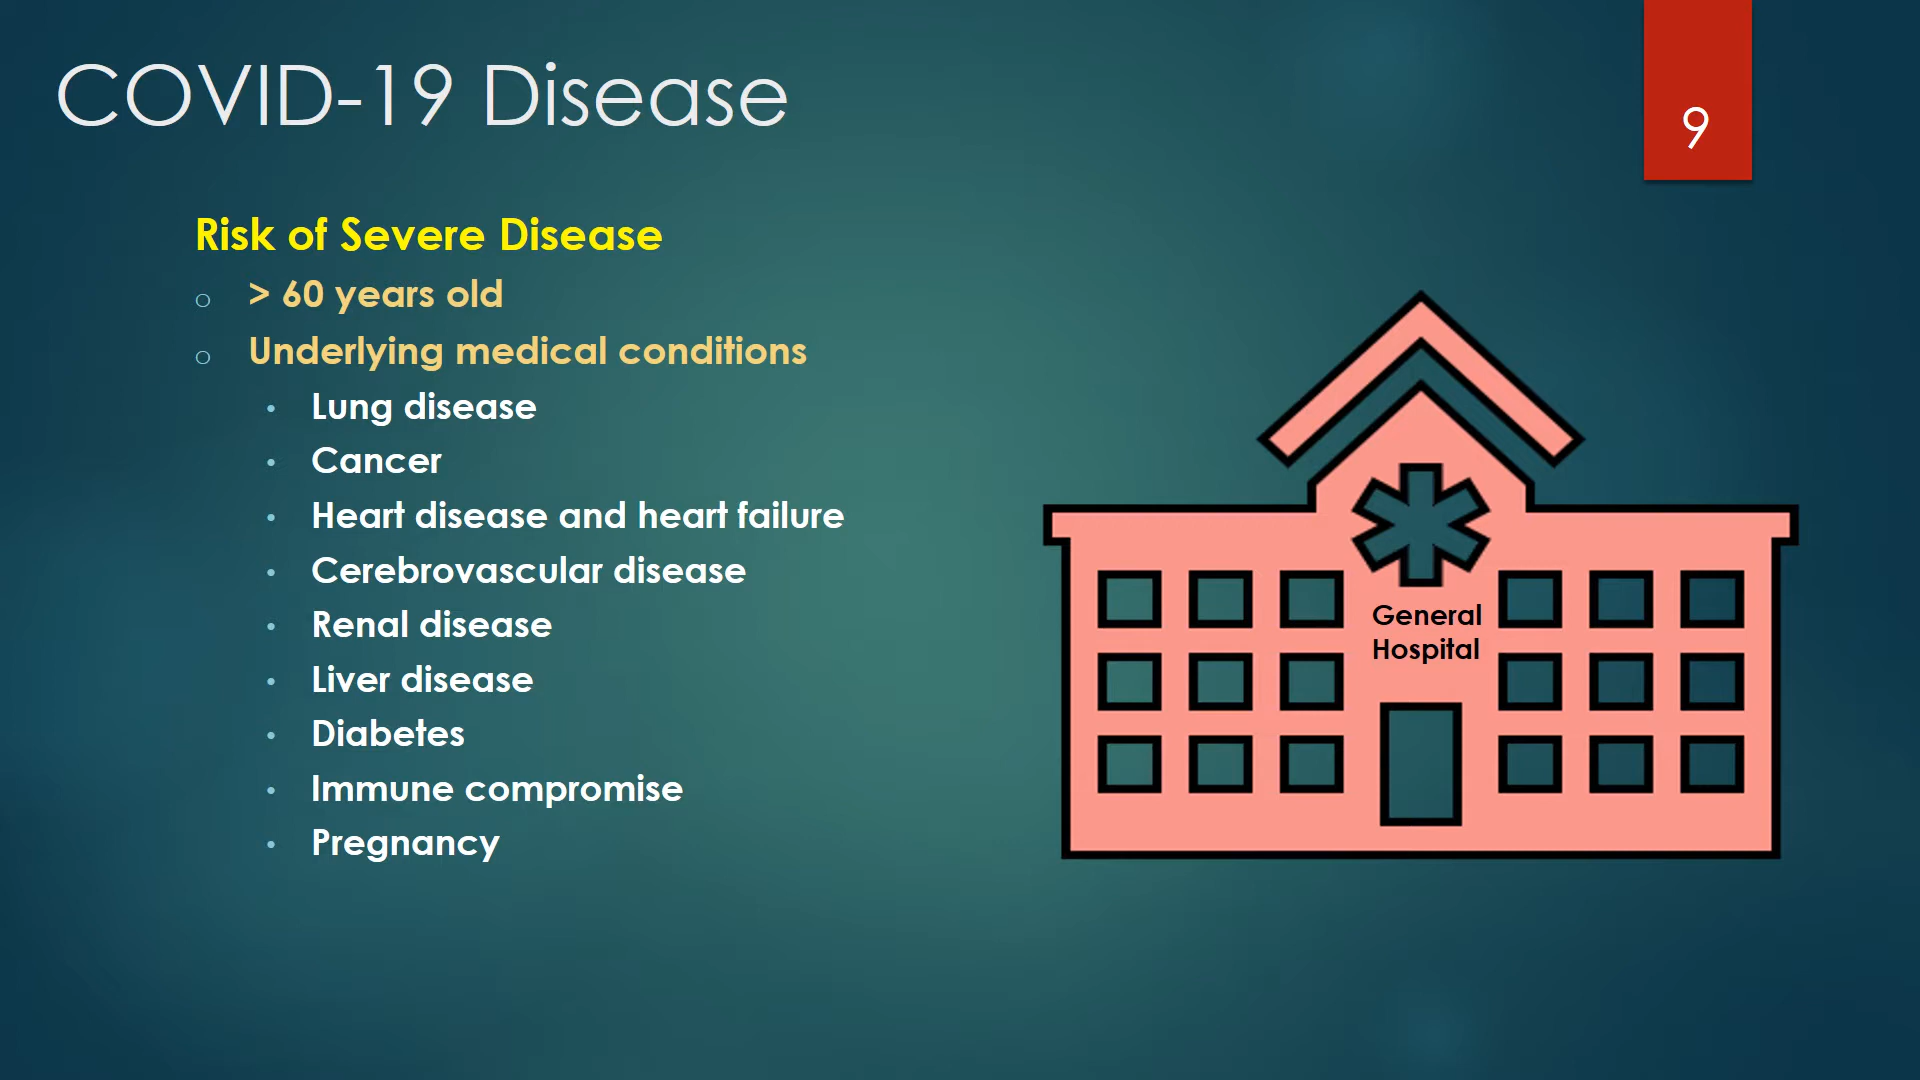 COVID-19 Disease
9
Risk of Severe Disease
> 60 years old
Underlying medical conditions
Lung disease
Cancer
Heart disease and heart failure
Cerebrovascular disease
Renal disease
Liver disease
Diabetes
Immune compromise
Pregnancy
General
Hospital